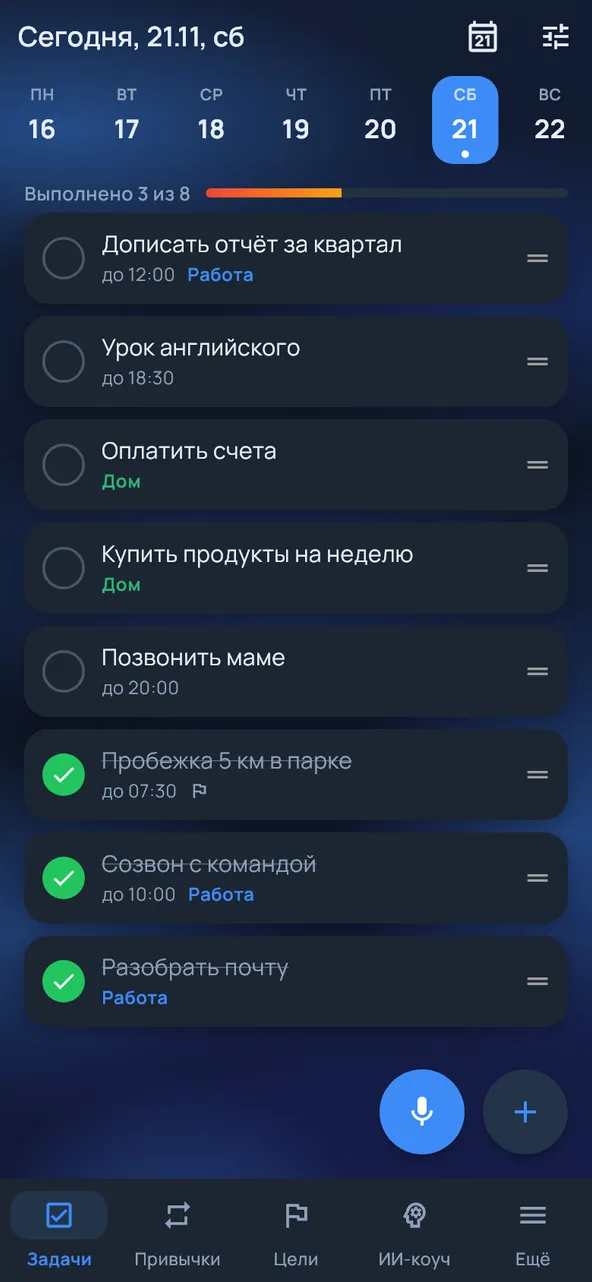 Сегодня, 21.11, сб
21
ПН ВТ СР ЧТ ПТ СБ ВС
16 17 18 19 20 21 22
Выполнено 3 из 8
Дописать отчёт за квартал
до 12:00 Работа
Урок английского
до 18:30
Оплатить счета
Дом
Купить продукты на неделю
Дом
Позвонить маме
до 20:00
Пробежка 5 км в парке
до 07:30
Созвон с командой
до 10:00 Работа
Разобрать почту
Работа
Задачи Привычки Цели ИИ-коуч Ещё